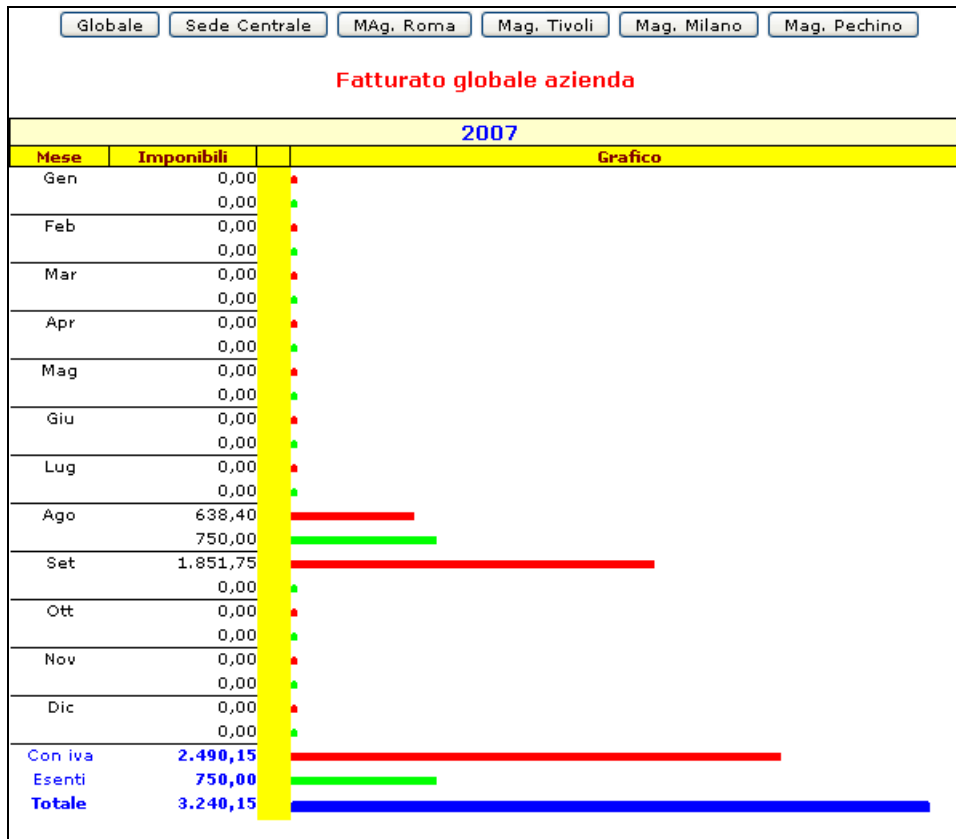 Globale Sede Centrale MAg. Roma Mag. Tivoli Mag. Milano Mag. Pechino
Fatturato globale azienda
2007
Mese Imponibili Grafico
Gen 0,00
0,00
Feb 0,00
0,00
Mar 0,00
0,00
Apr 0,00
0,00
Mag 0,00
0,00
Giu 0,00
0,00
Lug 0,00
0,00
Ago 638,40
750,00
Set 1.851,75
0,00
Ott 0,00
0,00
Nov 0,00
0,00
Dic 0,00
0,00
Con iva 2.490,15
Esenti 750,00
Totale 3.240,15